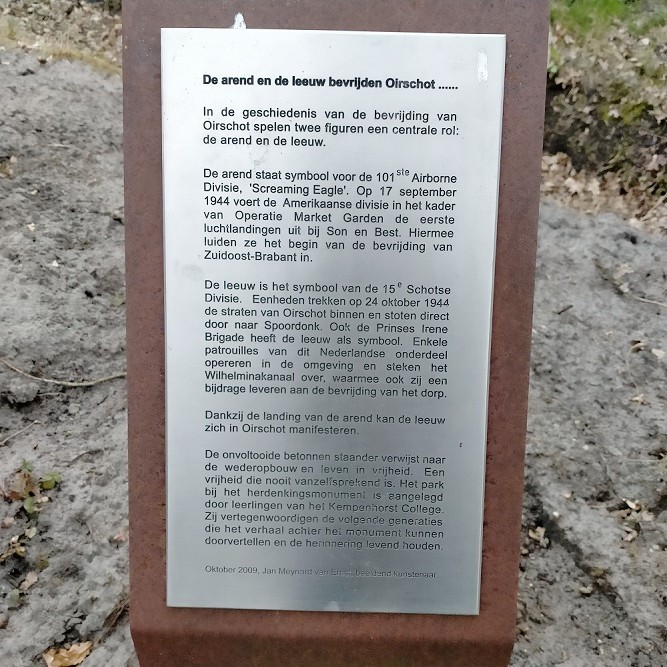 De arend en de leeuw bevrijden Oirschot ......
In de geschiedenis van de bevrijding van
Oirschot spelen twee figuren een centrale rol:
de arend en de leeuw.
De arend staat symbool voor de 101ste Airborne
Divisie, 'Screaming Eagle'. Op 17 september
1944 voert de Amerikaanse divisie in het kader
van Operatie Market Garden de eerste
luchtlandingen uit bij Son en Best. Hiermee
luiden ze het begin van de bevrijding van
Zuidoost-Brabant in.
De leeuw is het symbool van de 15e Schotse
Divisie. Eenheden trekken op 24 oktober 1944
de straten van Oirschot binnen en stoten direct
door naar Spoordonk. Ook de Prinses Irene
Brigade heeft de leeuw als symbool. Enkele
patrouilles van dit Nederlandse onderdeel
opereren in de omgeving en steken het
Wilhelminakanaal over, waarmee ook zij een
bijdrage leveren aan de bevrijding van het dorp.
Dankzij de landing van de arend kan de leeuw
zich in Oirschot manifesteren.
De onvoltooide betonnen staander verwijst naar
de wederopbouw en leven in vrijheid. Een
vrijheid die nooit vanzelfsprekend is. Het park
bij het herdenkingsmonument is aangelegd
door leerlingen van het Kempenhorst College.
Zij vertegenwoordigen de volgende generaties
die het verhaal achter het monument kunnen
doorvertellen en de herinnering levend houden.
Oktober 2009, Jan Meynard van beeldend kunstenaar